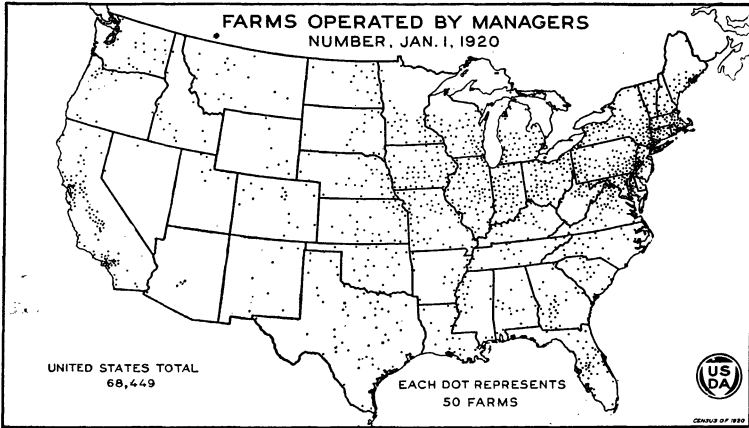 FARMS OPERATED BY MANAGERS
NUMBER, JAN. 1, 1920
UNITED STATES TOTAL
68,449
EACH DOT REPRESENTS
50 FARMS
US
DA
CENSUS OF 1920